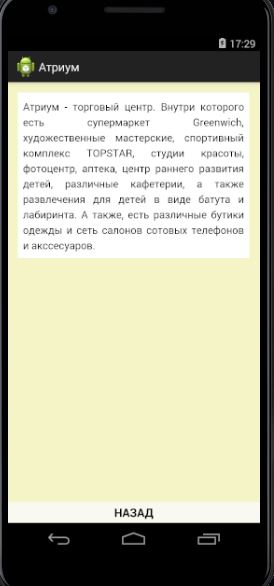 17:29
Атриум
Атриум - торговый центр. Внутри которого
есть супермаркет Greenwich,
художественные мастерские, спортивный
комплекс TOPSTAR, студии красоты,
фотоцентр, аптека, центр раннего развития
детей, различные кафетерии, а также
развлечения для детей в виде батута и
лабиринта. А также, есть различные бутики
одежды и сеть салонов сотовых телефонов
и акссесуаров.
НАЗАД